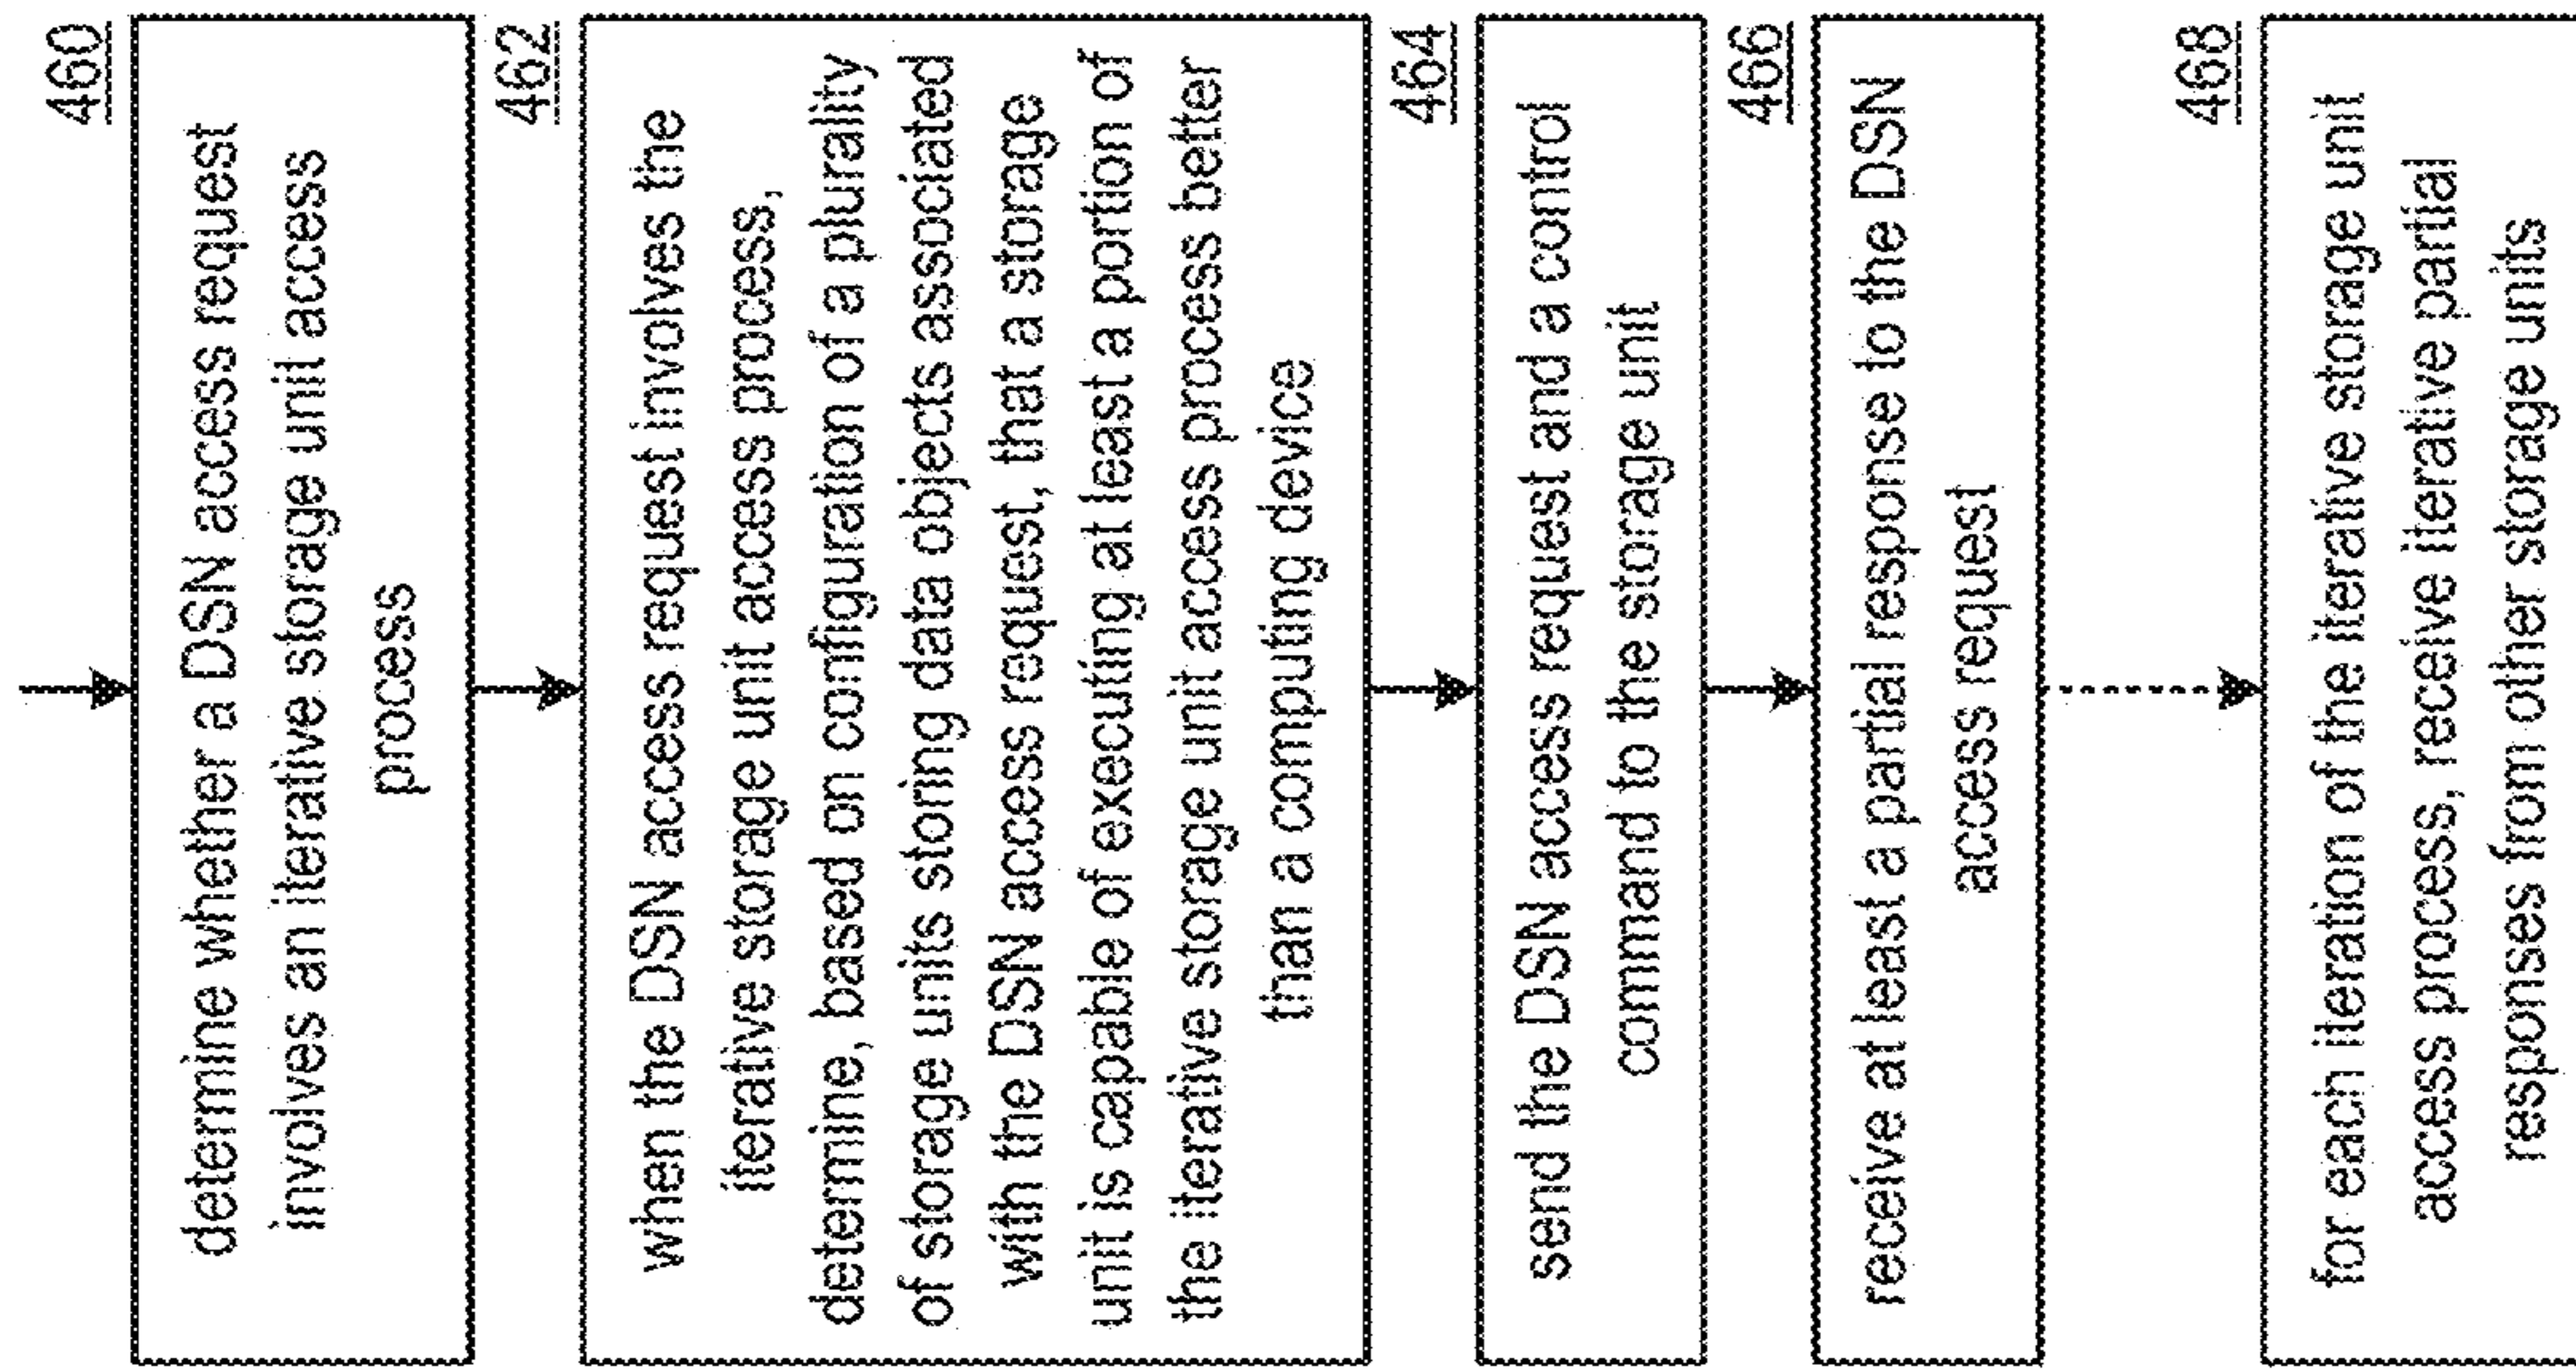 460
determine whether a DSN access request
involves an iterative storage unit access
process
462
when the DSN access request involves the
iterative storage unit access process,
determine, based on configuration of a plurality
of storage units storing data objects associated
with the DSN access request, that a storage
unit is capable of executing at least a portion of
the iterative storage unit access process better
than a computing device
464
send the DSN access request and a control
command to the storage unit
466
receive at least a partial response to the DSN
access request
468
for each iteration of the iterative storage unit
access process, receive iterative partial
responses from other storage units